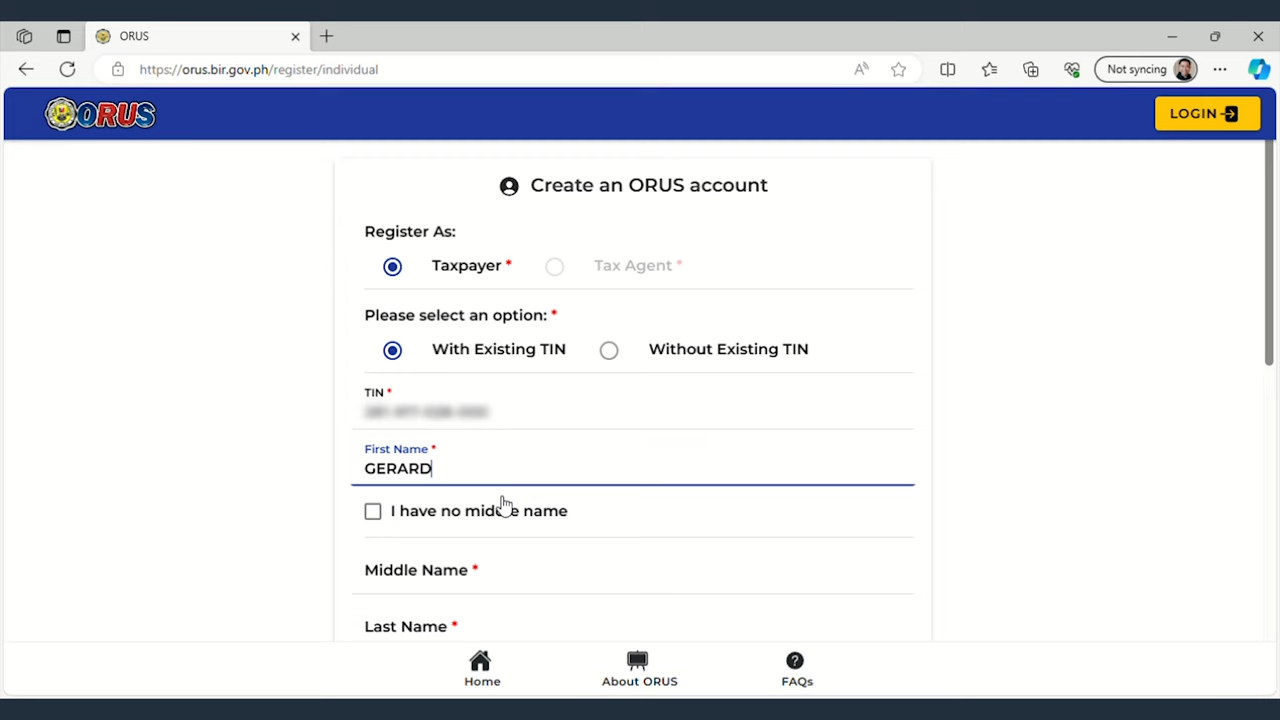 ORUS
https://orus.bir.gov.ph/register/individual
Not syncing
ORUS
LOGIN
Create an ORUS account
Register As:
Taxpayer * Tax Agent *
Please select an option: *
With Existing TIN Without Existing TIN
TIN *
First Name *
GERARD
I have no middle name
Middle Name *
Last Name *
Home About ORUS FAQs